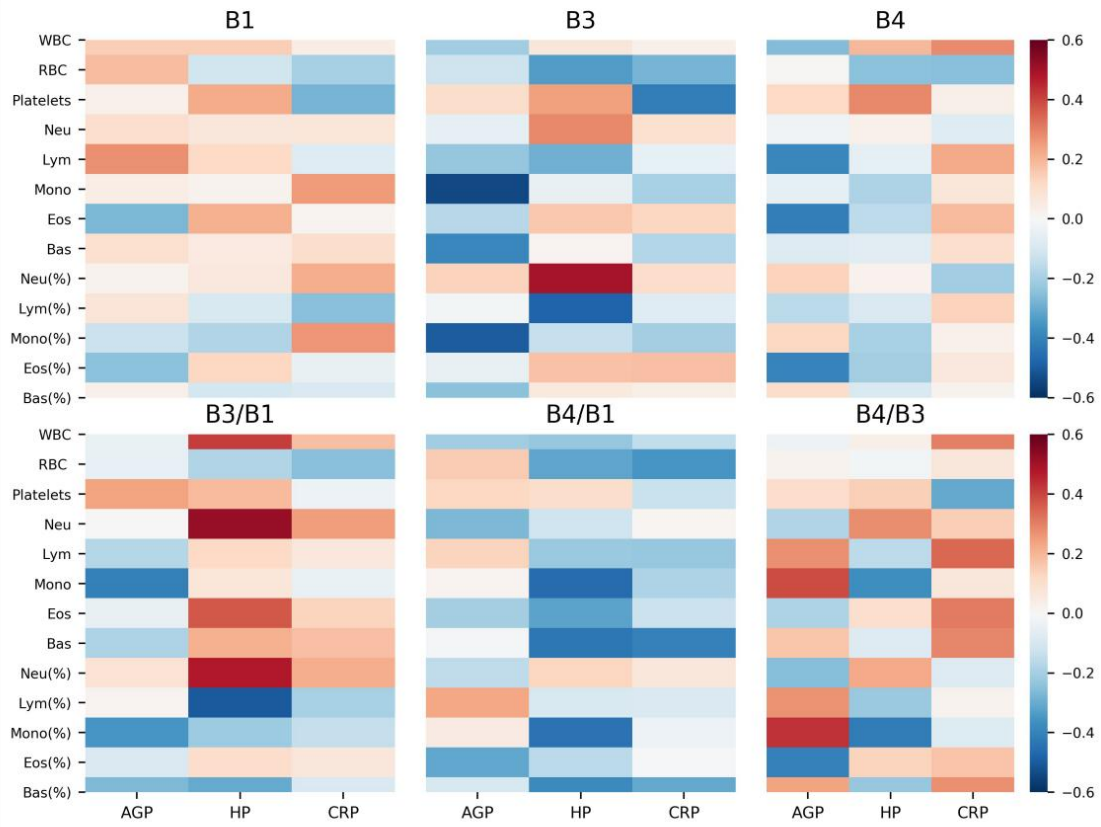 B1 B3 B4
WBC
RBC
Platelets
Neu
Lym
Mono
Eos
Bas
Neu(%)
Lym(%)
Mono(%)
Eos(%)
Bas(%)
0.6
0.4
0.2
0.0
−0.2
−0.4
−0.6
B3/B1 B4/B1 B4/B3
WBC
RBC
Platelets
Neu
Lym
Mono
Eos
Bas
Neu(%)
Lym(%)
Mono(%)
Eos(%)
Bas(%)
0.6
0.4
0.2
0.0
−0.2
−0.4
−0.6
AGP HP CRP AGP HP CRP AGP HP CRP